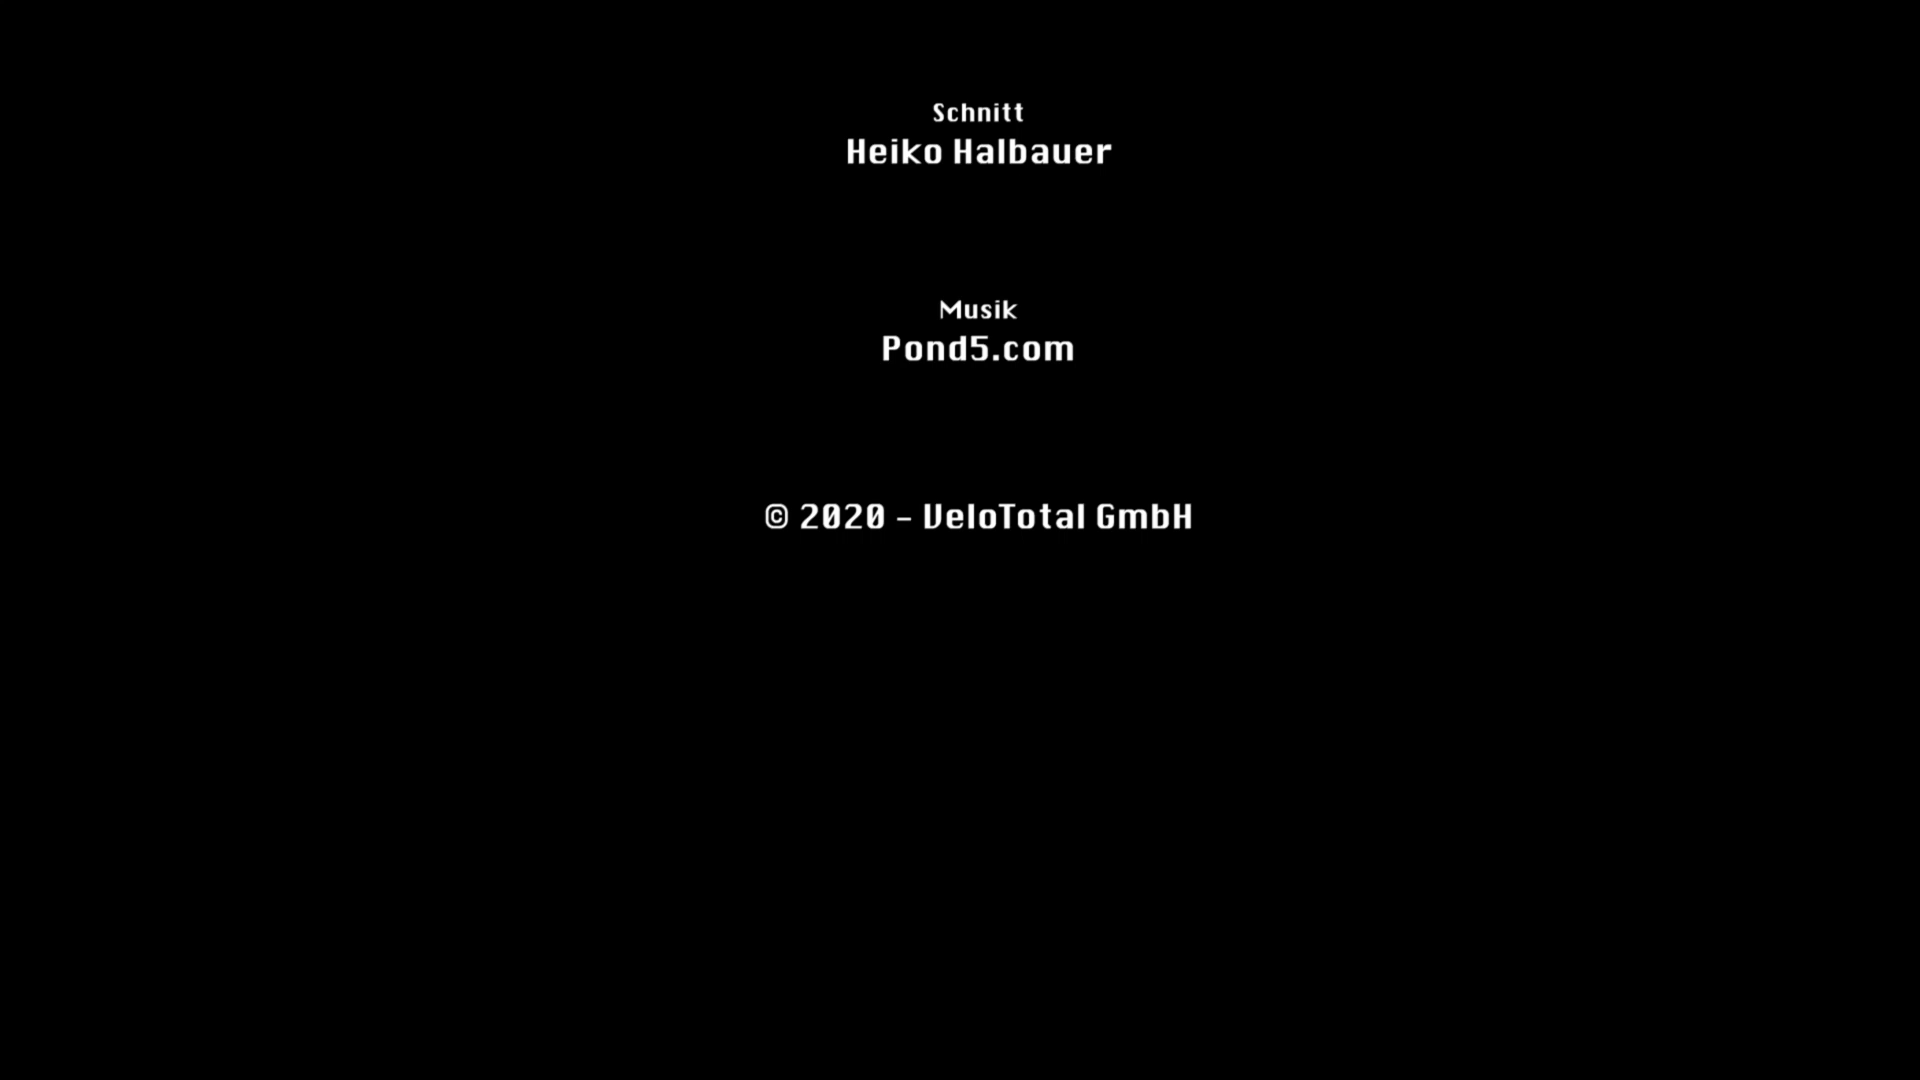 Schnitt
Heiko Halbauer
Musik
Pond5.com
© 2020 - VeloTotal GmbH